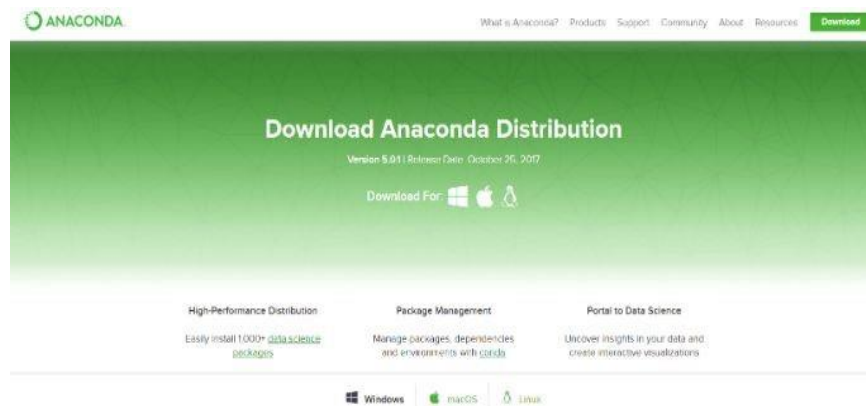 ANACONDA
What is Anaconda? Products Support Community About Resources Download
Download Anaconda Distribution
Version 5.0.1 | Release Date: October 25, 2017
Download For:
High-Performance Distribution
Easily install 1,000+ data science
packages
Package Management
Manage packages, dependencies
and environments with conda
Portal to Data Science
Uncover insights in your data and
create interactive visualizations
Windows macOS Linux